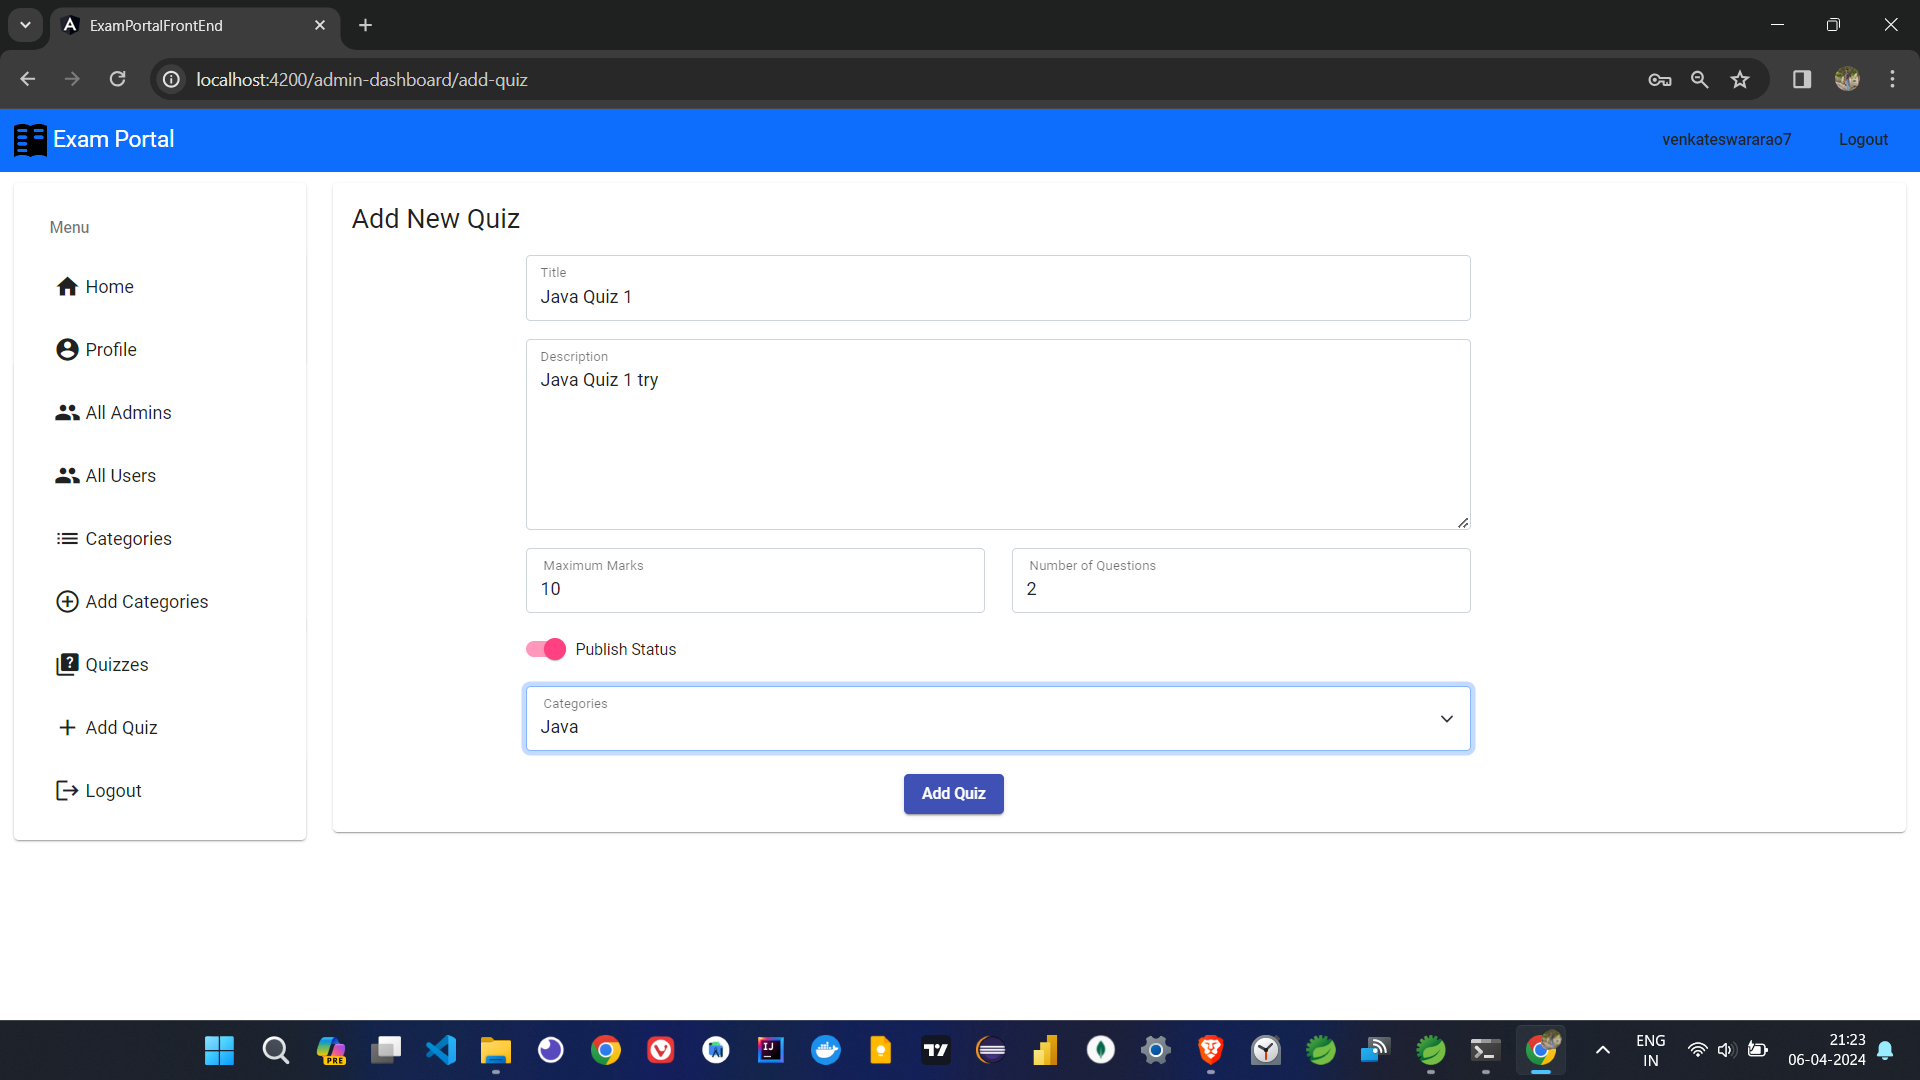 ExamPortalFrontEnd
localhost:4200/admin-dashboard/add-quiz
Exam Portal
venkateswararao7
Logout
Menu
Home
Profile
All Admins
All Users
Categories
Add Categories
Quizzes
Add Quiz
Logout
Add New Quiz
Title
Java Quiz 1
Description
Java Quiz 1 try
Maximum Marks
10
Number of Questions
2
Publish Status
Categories
Java
Add Quiz
PRE
IJ
ENG
IN
21:23
06-04-2024